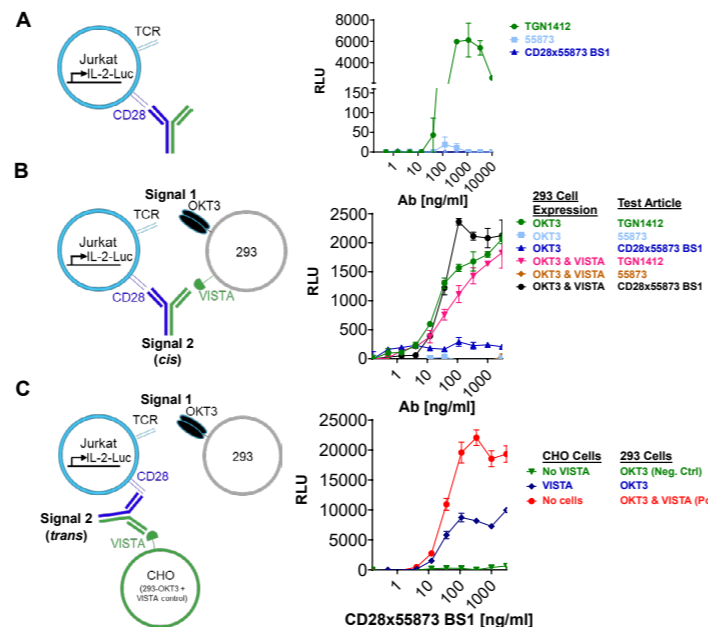 A
TCR
Jurkat
IL-2-Luc
CD28
RLU
8000
6000
4000
2000
150
100
50
0
1
10
100
1000
10000
Ab [ng/ml]
TGN1412
55873
CD28x55873 BS1
B
Signal 1
OKT3
TCR
Jurkat
IL-2-Luc
293
CD28
VISTA
Signal 2
(cis)
RLU
2500
2000
1500
1000
500
0
1
10
100
1000
Ab [ng/ml]
293 Cell Expression
Test Article
OKT3 TGN1412
OKT3 55873
OKT3 CD28x55873 BS1
OKT3 & VISTA TGN1412
OKT3 & VISTA 55873
OKT3 & VISTA CD28x55873 BS1
C
Signal 1
OKT3
TCR
Jurkat
IL-2-Luc
293
CD28
Signal 2
(trans)
VISTA
CHO
(293-OKT3 +
VISTA control)
RLU
25000
20000
15000
10000
5000
0
1
10
100
1000
CD28x55873 BS1 [ng/ml]
CHO Cells 293 Cells
No VISTA OKT3 (Neg. Ctrl)
VISTA OKT3
No cells OKT3 & VISTA (Po